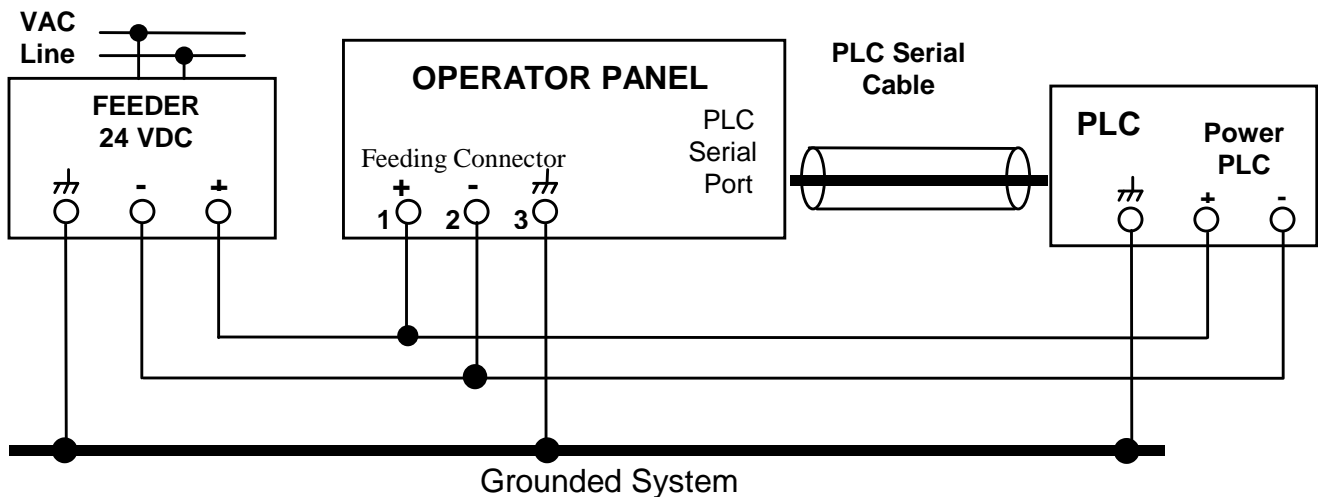 VAC
Line
FEEDER
24 VDC
- +
OPERATOR PANEL
Feeding Connector
+ -
1 2 3
PLC
Serial
Port
PLC Serial
Cable
PLC
Power
PLC
+ -
Grounded System